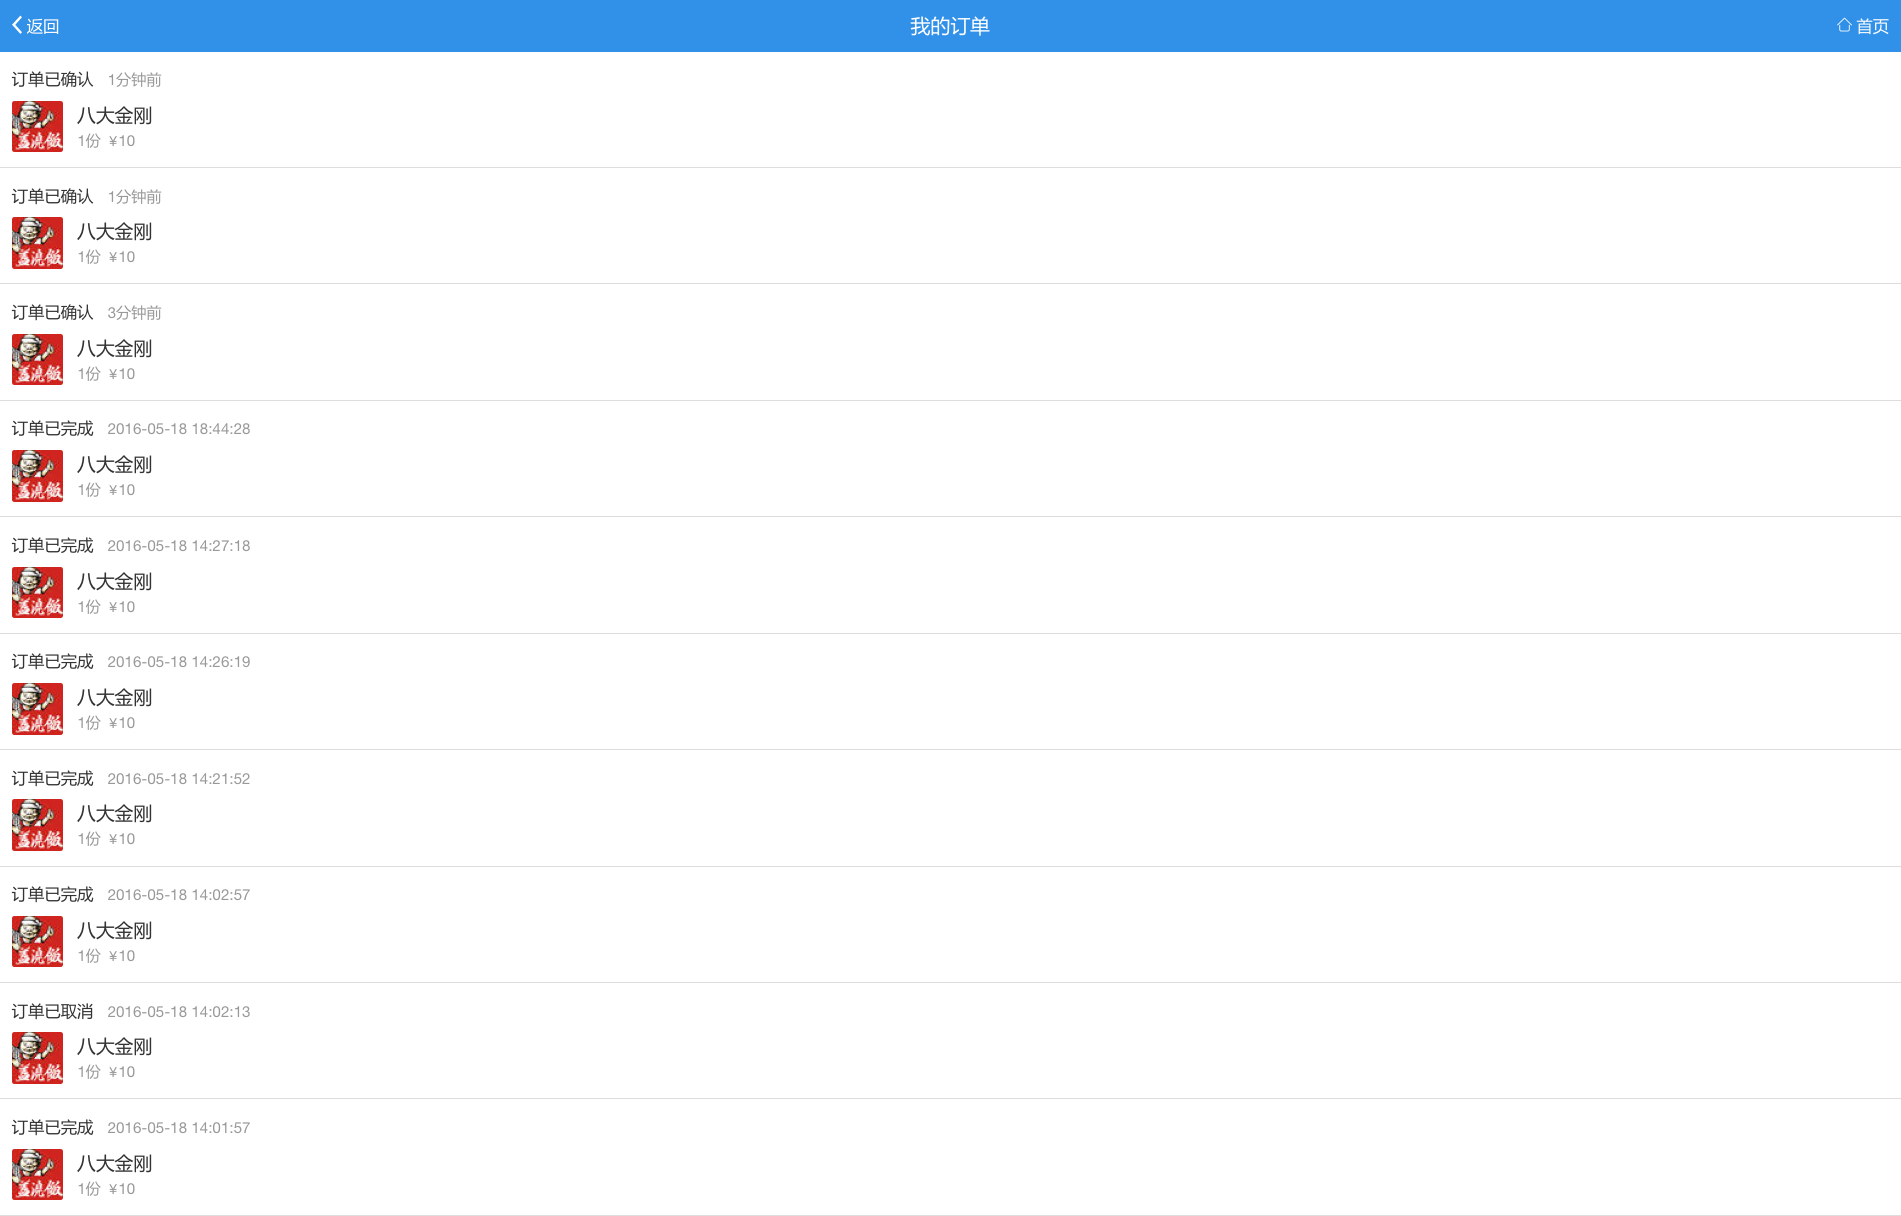 返回
我的订单
首页
订单已确认 1分钟前
八大金刚
1份 ¥10
订单已确认 1分钟前
八大金刚
1份 ¥10
订单已确认 3分钟前
八大金刚
1份 ¥10
订单已完成 2016-05-18 18:44:28
八大金刚
1份 ¥10
订单已完成 2016-05-18 14:27:18
八大金刚
1份 ¥10
订单已完成 2016-05-18 14:26:19
八大金刚
1份 ¥10
订单已完成 2016-05-18 14:21:52
八大金刚
1份 ¥10
订单已完成 2016-05-18 14:02:57
八大金刚
1份 ¥10
订单已取消 2016-05-18 14:02:13
八大金刚
1份 ¥10
订单已完成 2016-05-18 14:01:57
八大金刚
1份 ¥10